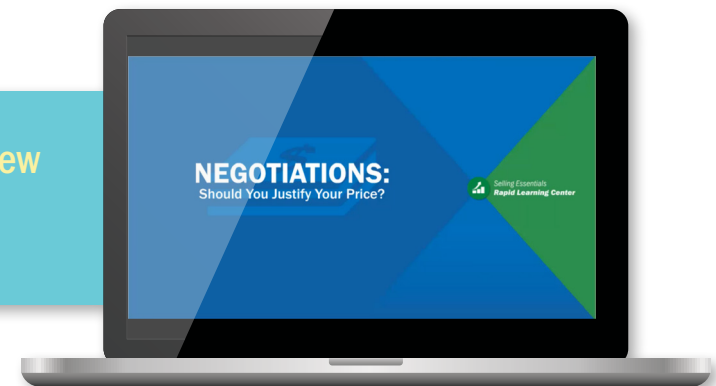 ew
NEGOTIATIONS:
Should You Justify Your Price?
Selling Essentials
Rapid Learning Center